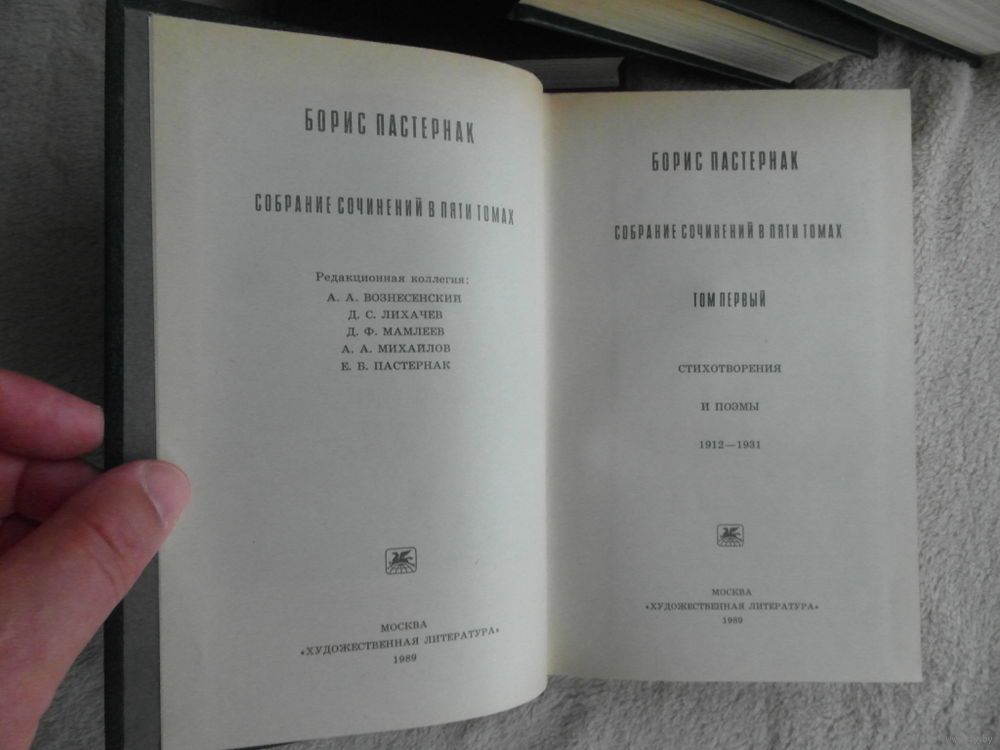 БОРИС ПАСТЕРНАК
СОБРАНИЕ СОЧИНЕНИЙ В ПЯТИ ТОМАХ
Редакционная коллегия:
А. А. ВОЗНЕСЕНСКИЙ
Д. С. ЛИХАЧЕВ
Д. Ф. МАМЛЕЕВ
А. А. МИХАЙЛОВ
Е. Б. ПАСТЕРНАК
МОСКВА
«ХУДОЖЕСТВЕННАЯ ЛИТЕРАТУРА»
1989
БОРИС ПАСТЕРНАК
СОБРАНИЕ СОЧИНЕНИЙ В ПЯТИ ТОМАХ
ТОМ ПЕРВЫЙ
СТИХОТВОРЕНИЯ
И ПОЭМЫ
1912—1931
МОСКВА
«ХУДОЖЕСТВЕННАЯ ЛИТЕРАТУРА»
1989